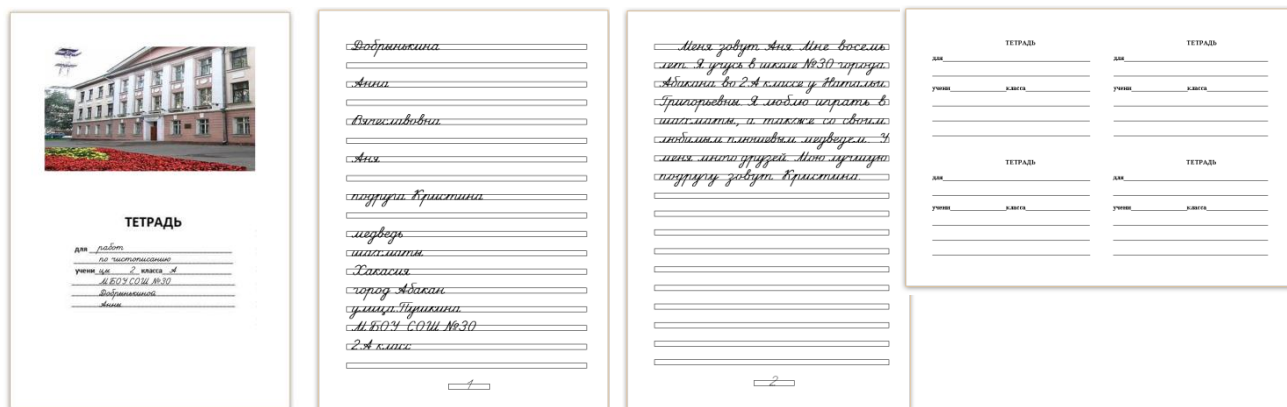 ТЕТРАДЬ
для работ
по чистописанию
учени цы 2 класса А
МБОУ СОШ №30
Добрынькиной
Анны
Добрынькина
Анна
Вячеславовна
Аня
подруга Кристина
медведь
шахматы
Хакасия
город Абакан
улица Пушкина
МБОУ СОШ №30
2 А класс
1
Меня зовут Аня. Мне восемь
лет. Я учусь в школе №30 города
Абакана во 2 А классе у Натальи
Григорьевны. Я люблю играть в
шахматы, а также со своим
любимым плюшевым медведем. У
меня много друзей. Мою лучшую
подругу зовут Кристина.
2
ТЕТРАДЬ
для
учени класса
ТЕТРАДЬ
для
учени класса
ТЕТРАДЬ
для
учени класса
ТЕТРАДЬ
для
учени класса